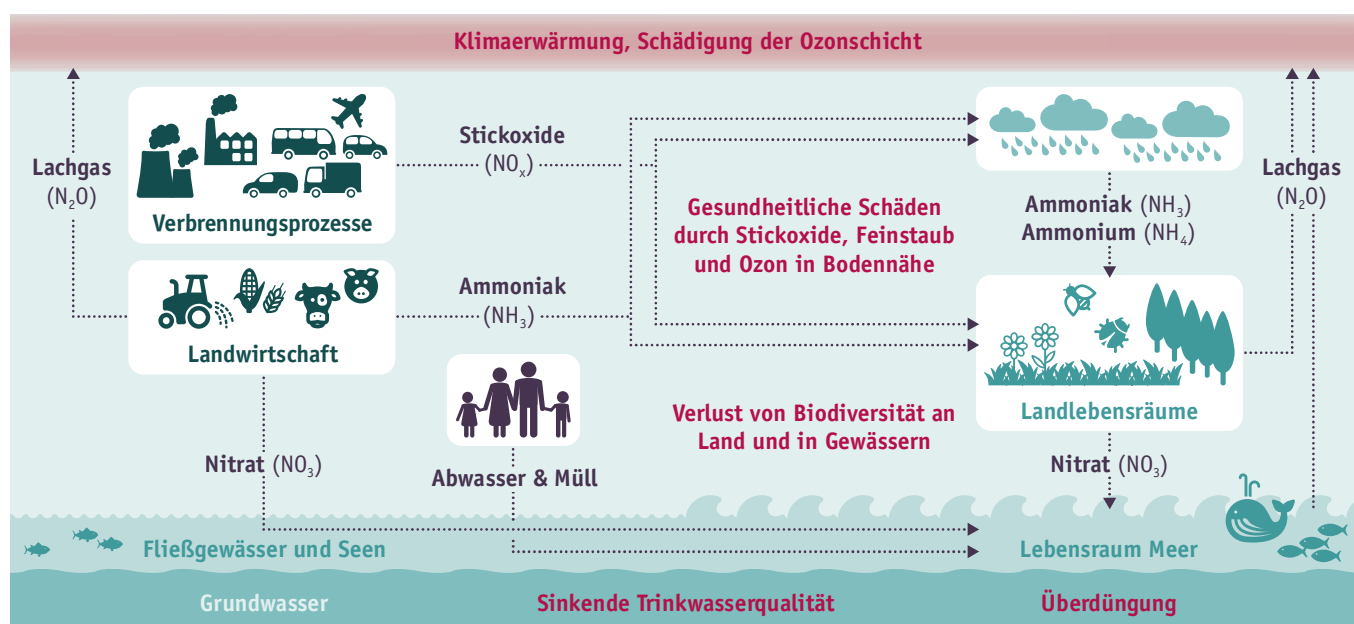 Klimaerwärmung, Schädigung der Ozonschicht
Lachgas
(N₂O)
Verbrennungsprozesse
Stickoxide
(NOₓ)
Landwirtschaft
Ammoniak
(NH₃)
Gesundheitliche Schäden
durch Stickoxide, Feinstaub
und Ozon in Bodennähe
Ammoniak (NH₃)
Ammonium (NH₄)
Lachgas
(N₂O)
Landlebensräume
Verlust von Biodiversität an
Land und in Gewässern
Nitrat (NO₃)
Abwasser & Müll
Nitrat (NO₃)
Fließgewässer und Seen
Lebensraum Meer
Grundwasser
Sinkende Trinkwasserqualität
Überdüngung